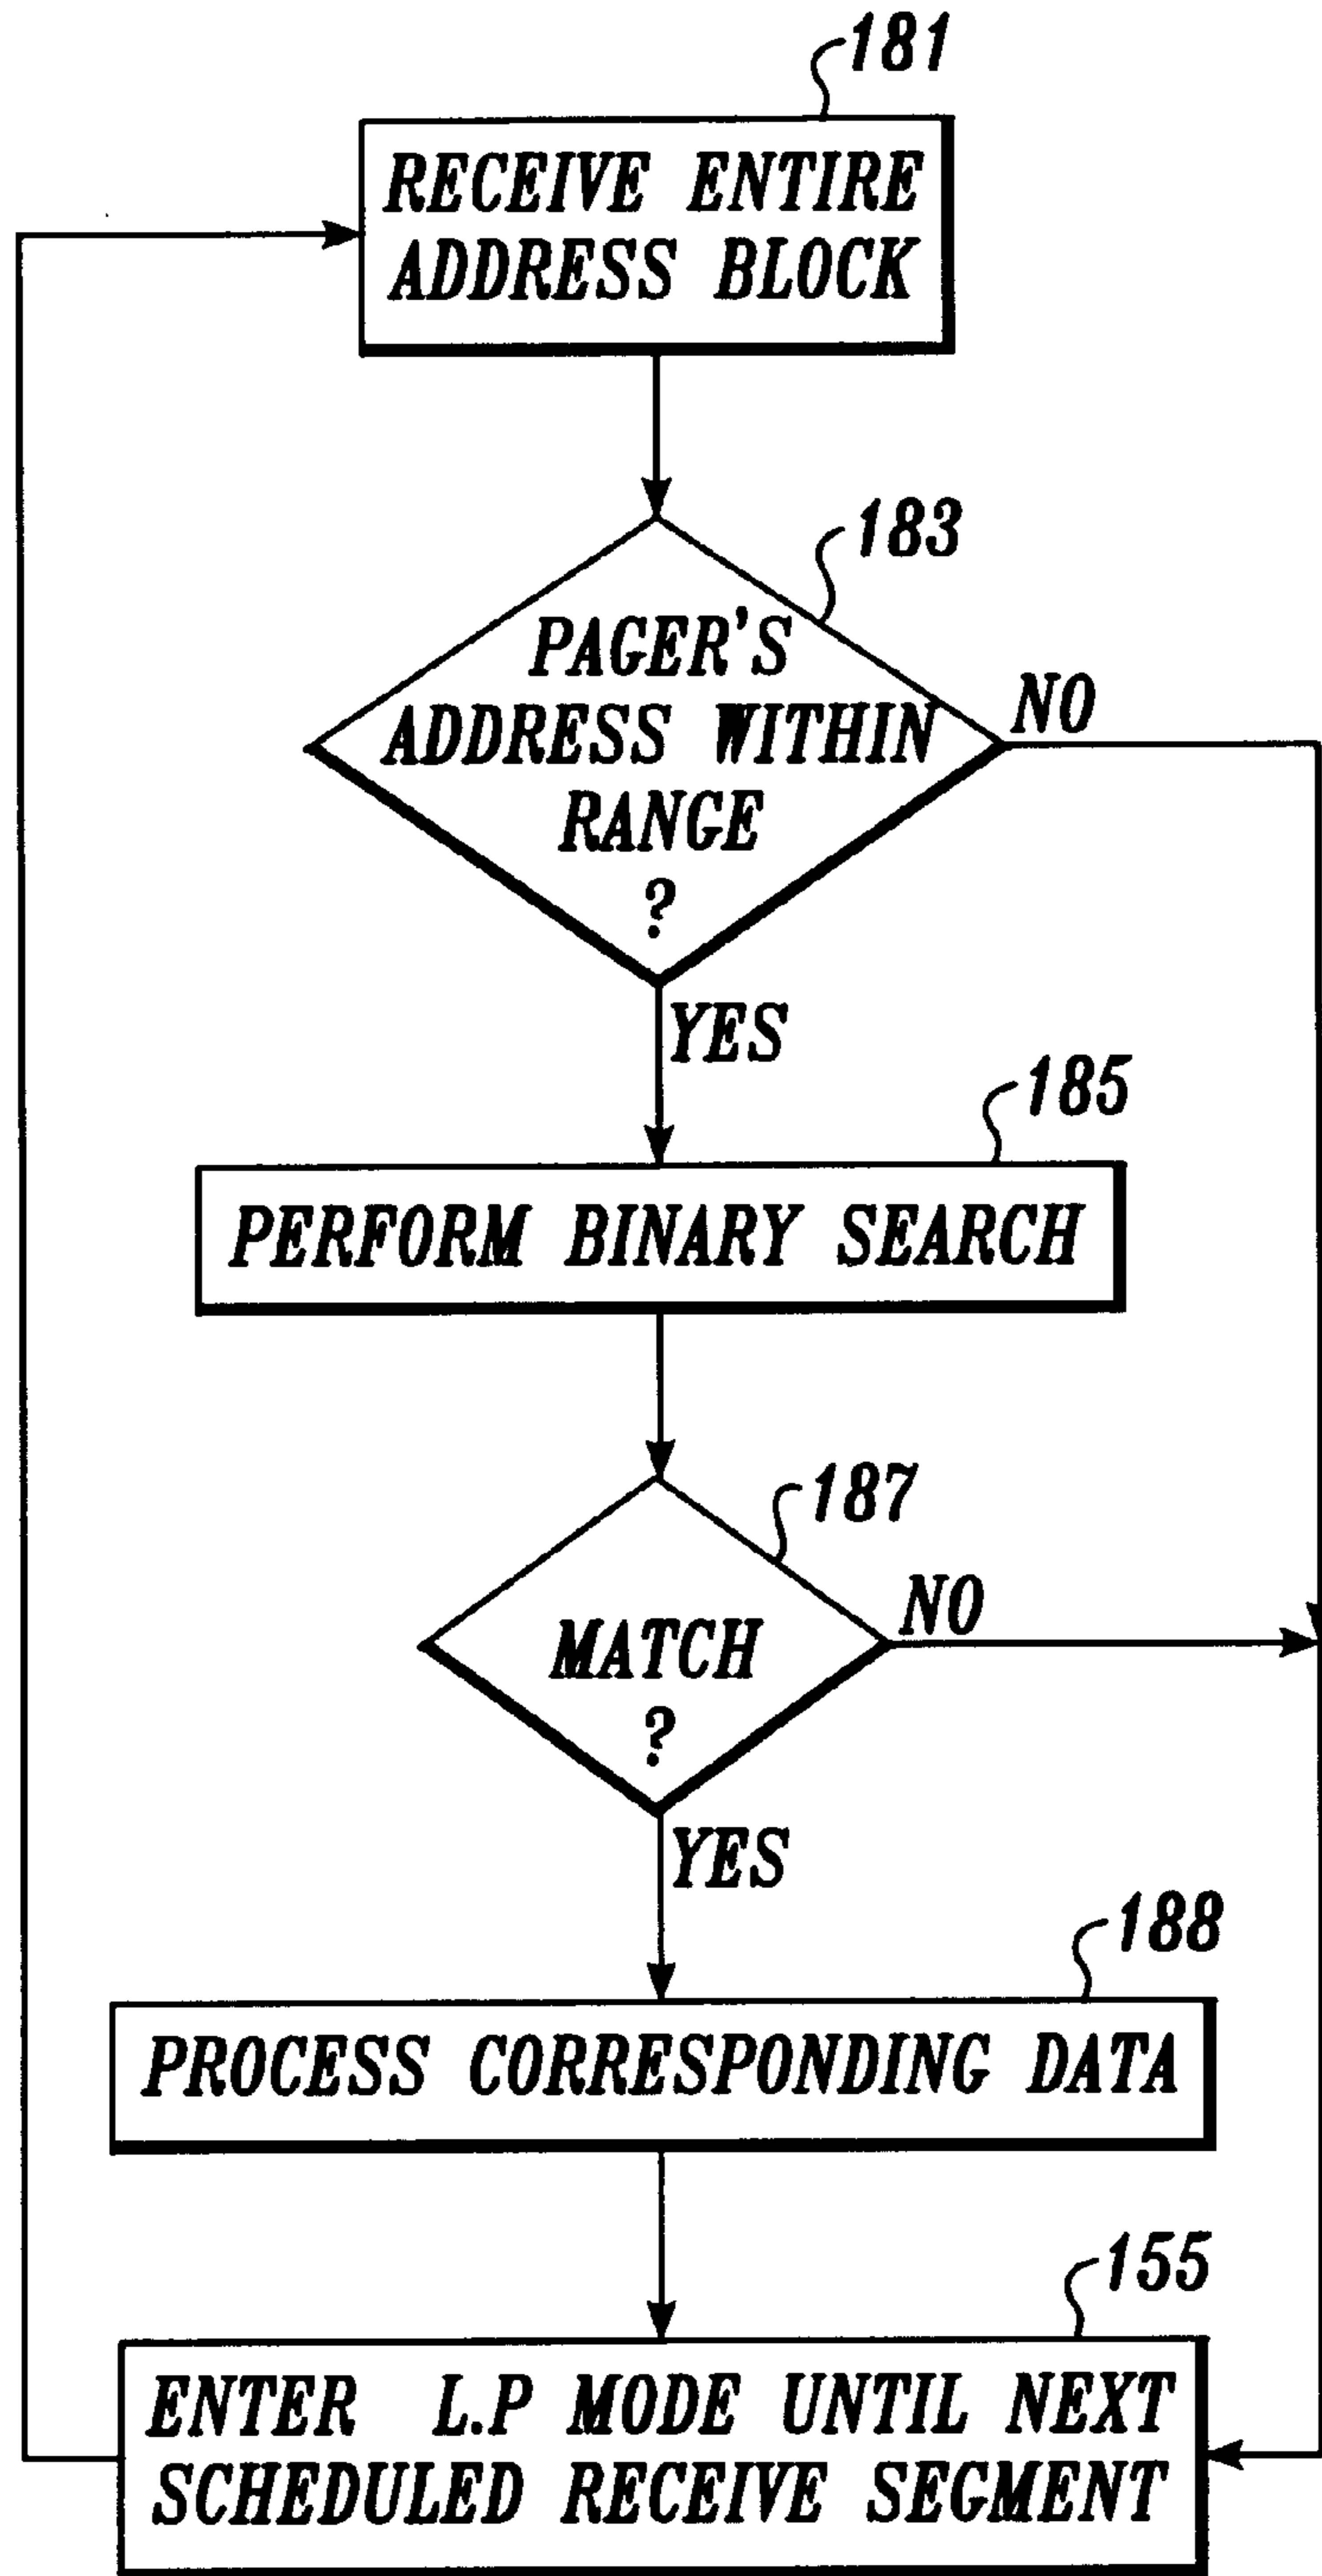 181
RECEIVE ENTIRE
ADDRESS BLOCK
183
PAGER'S
ADDRESS WITHIN
RANGE
?
NO
YES
185
PERFORM BINARY SEARCH
187
MATCH
?
NO
YES
188
PROCESS CORRESPONDING DATA
155
ENTER L.P MODE UNTIL NEXT
SCHEDULED RECEIVE SEGMENT